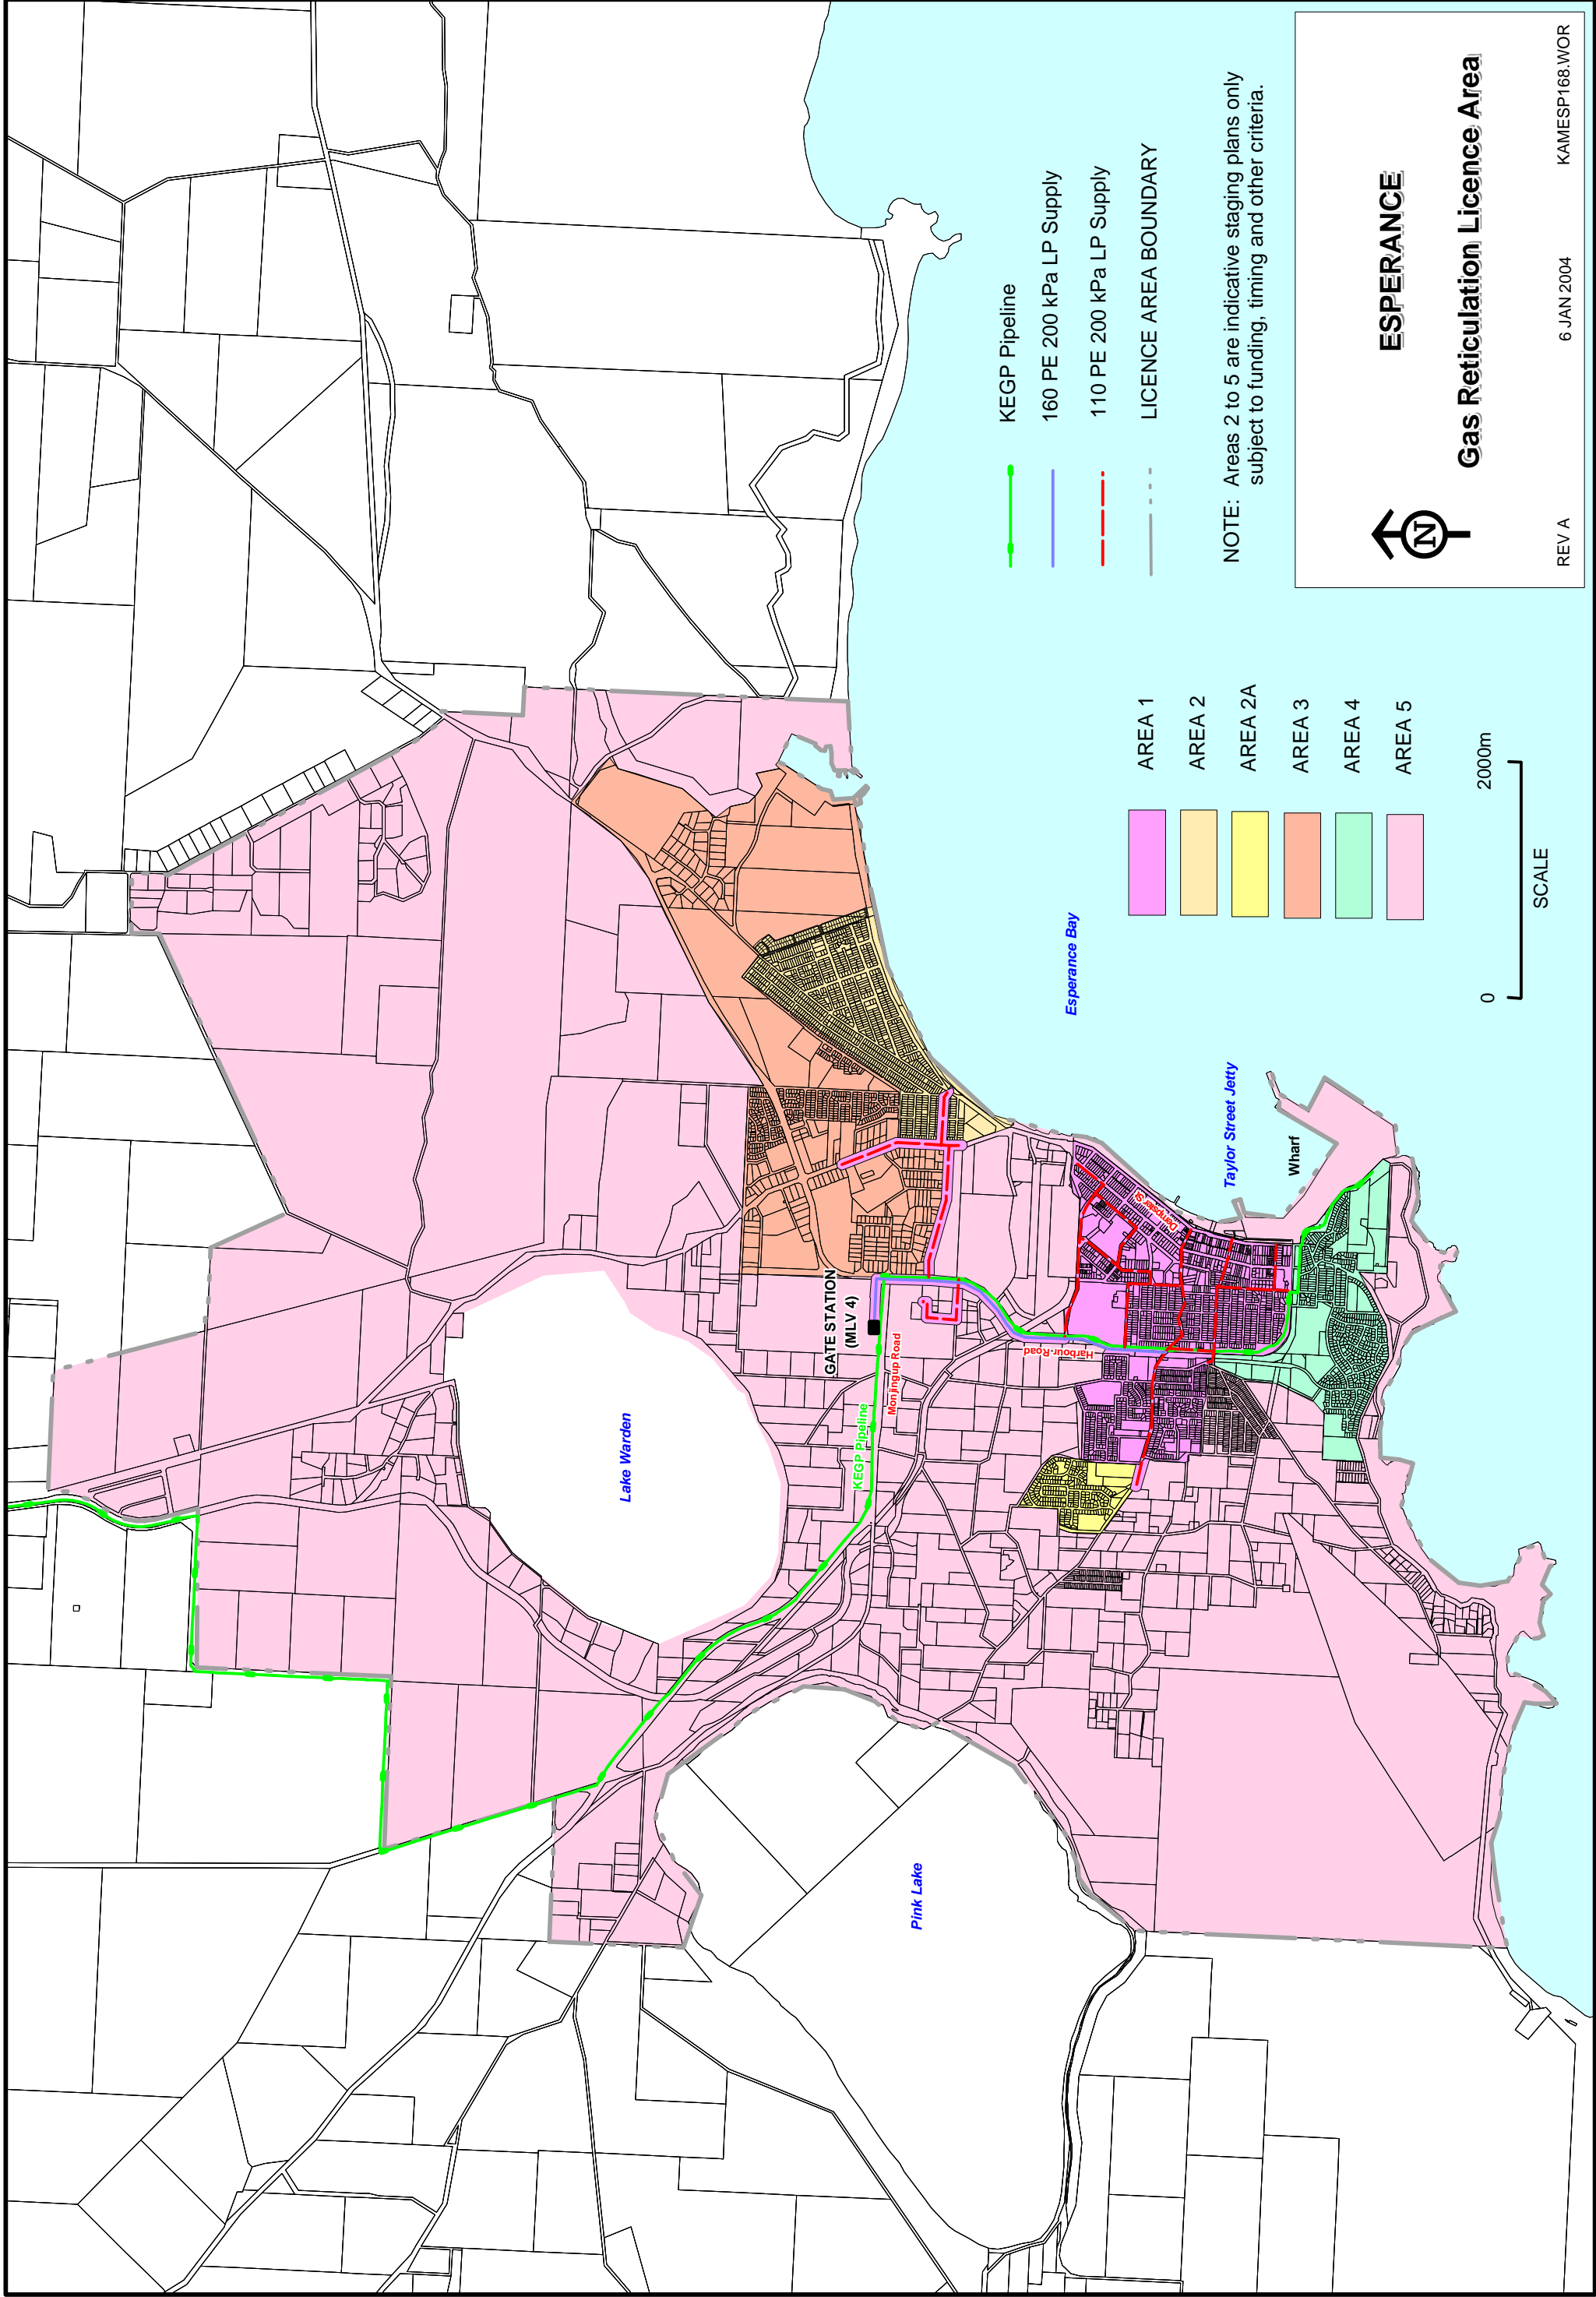 Lake Warden
Pink Lake
KEGP Pipeline
GATE STATION
(MLV 4)
Monjingup Road
Harbour Road
Dempster St
Esperance Bay
Taylor Street Jetty
Wharf
KEGP Pipeline
160 PE 200 kPa LP Supply
110 PE 200 kPa LP Supply
LICENCE AREA BOUNDARY
NOTE: Areas 2 to 5 are indicative staging plans only
subject to funding, timing and other criteria.
AREA 1
AREA 2
AREA 2A
AREA 3
AREA 4
AREA 5
0 2000m
SCALE
N
ESPERANCE
Gas Reticulation Licence Area
REV A 6 JAN 2004 KAMESP168.WOR